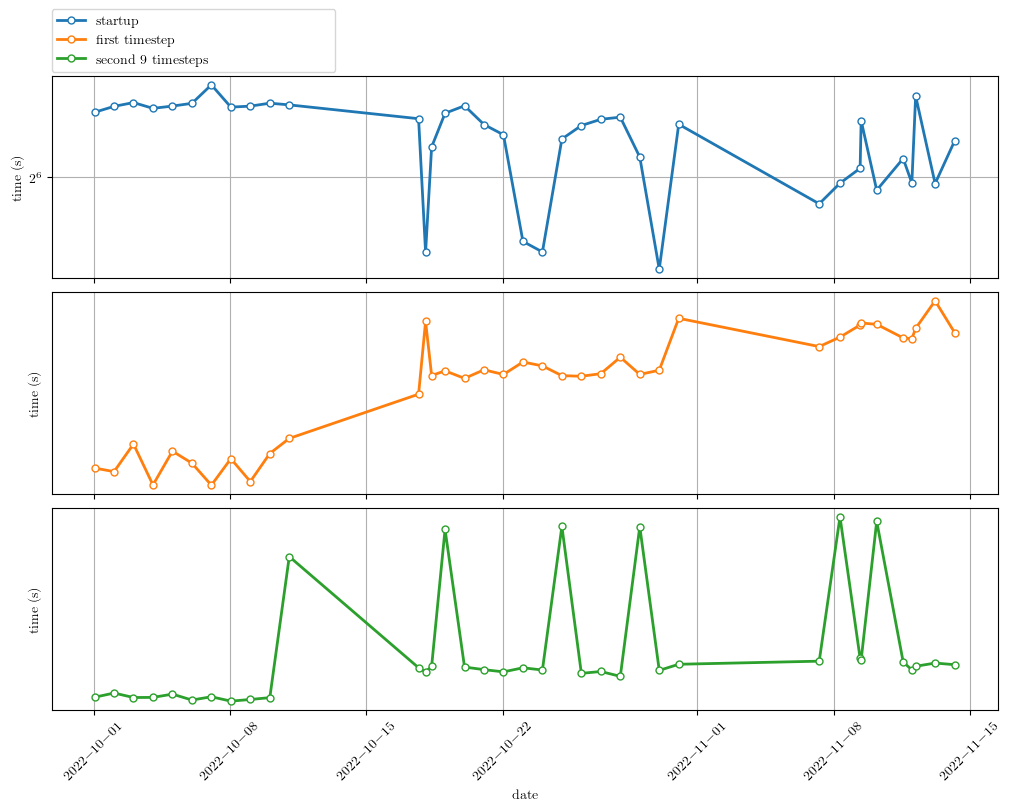 startup
first timestep
second 9 timesteps
time (s)
2^6
time (s)
time (s)
2022−10−01
2022−10−08
2022−10−15
2022−10−22
2022−11−01
2022−11−08
2022−11−15
date